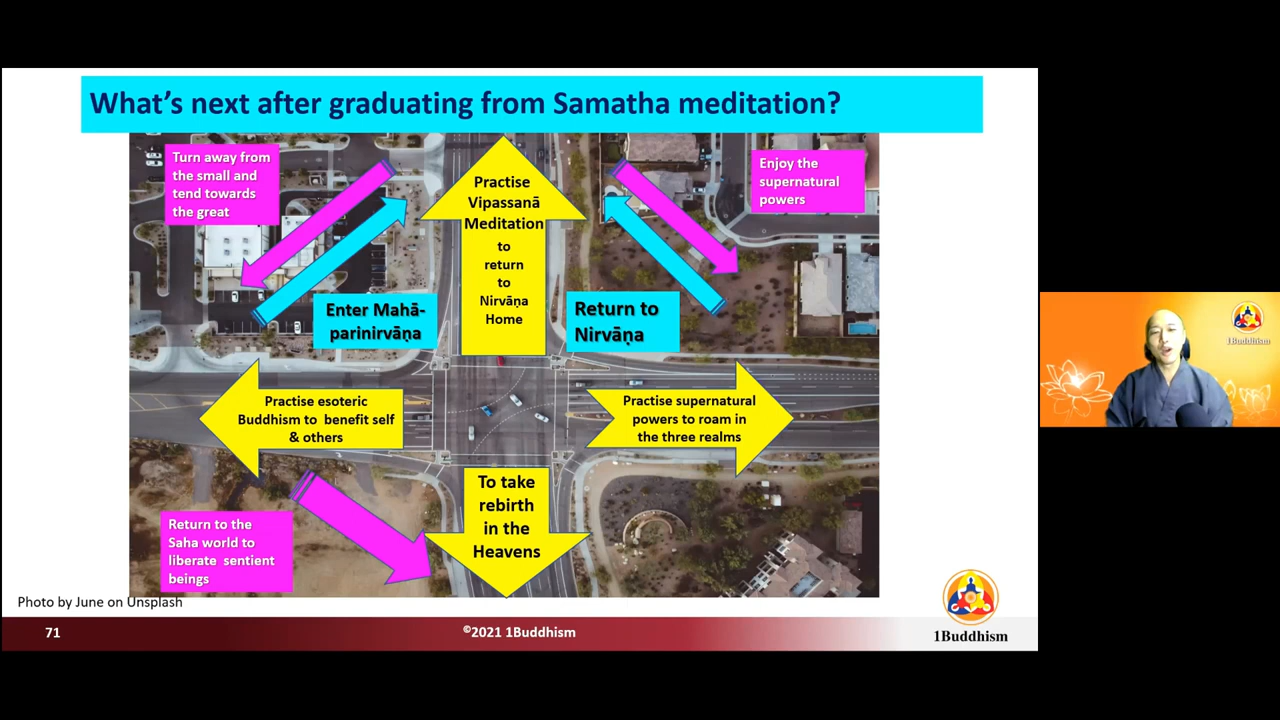 What's next after graduating from Samatha meditation?
Turn away from
the small and
tend towards
the great
Practise
Vipassanā
Meditation
to
return
to
Nirvāṇa
Home
Enjoy the
supernatural
powers
Enter Mahā-
parinirvāṇa
Return to
Nirvāṇa
Practise esoteric
Buddhism to benefit self
& others
Practise supernatural
powers to roam in
the three realms
To take
rebirth
in the
Heavens
Return to the
Saha world to
liberate sentient
beings
Photo by June on Unsplash
71
©2021 1Buddhism
1Buddhism
1Buddhism